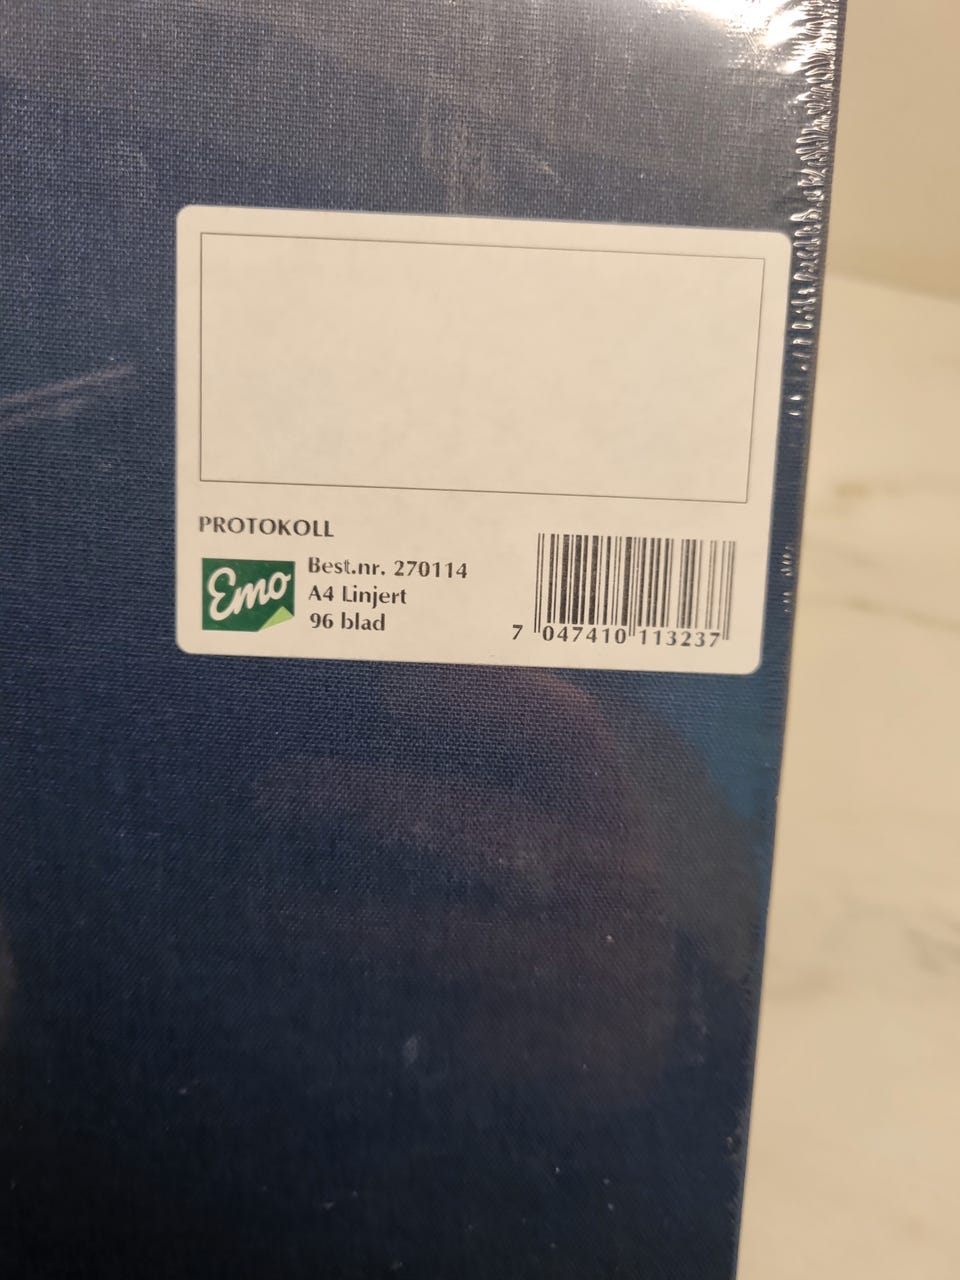 PROTOKOLL
Emo
Best.nr. 270114
A4 Linjert
96 blad
7 047410 113237